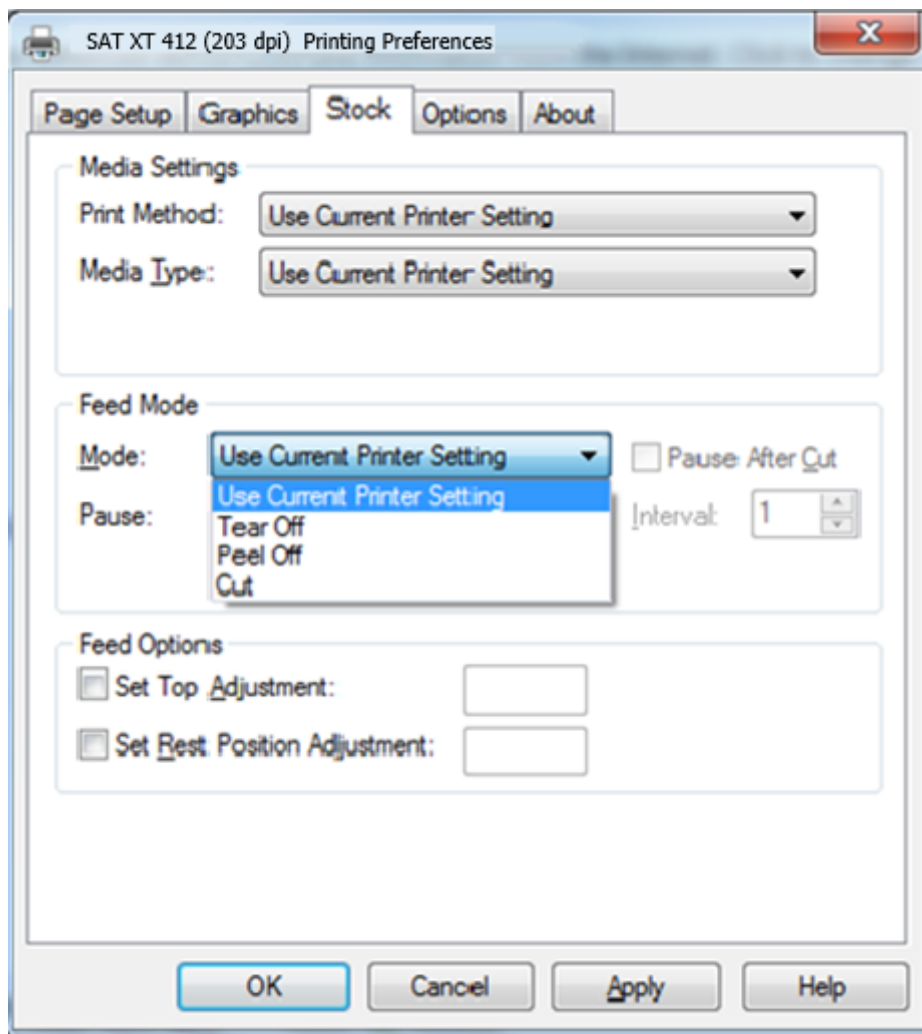 SAT XT 412 (203 dpi) Printing Preferences
Page Setup Graphics Stock Options About
Media Settings
Print Method: Use Current Printer Setting
Media Type: Use Current Printer Setting
Feed Mode
Mode: Use Current Printer Setting Pause After Cut
Use Current Printer Setting
Pause: Interval: 1
Tear Off
Peel Off
Cut
Feed Options
Set Top Adjustment:
Set Rest Position Adjustment:
OK Cancel Apply Help